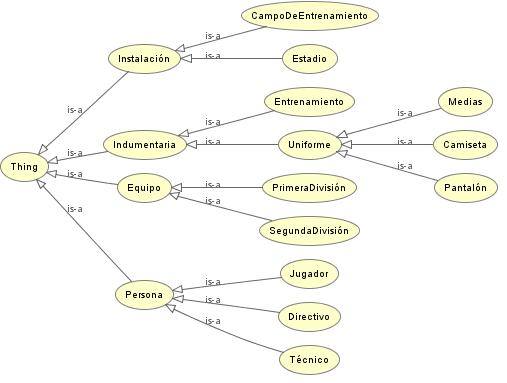 CampoDeEntrenamiento
is-a
Instalación
is-a
Estadio
is-a
Entrenamiento
Medias
is-a
is-a
is-a
Indumentaria
is-a
Uniforme
is-a
Camiseta
Thing
is-a
is-a
is-a
Equipo
is-a
PrimeraDivisión
Pantalón
is-a
is-a
SegundaDivisión
Jugador
is-a
Persona
is-a
Directivo
is-a
Técnico